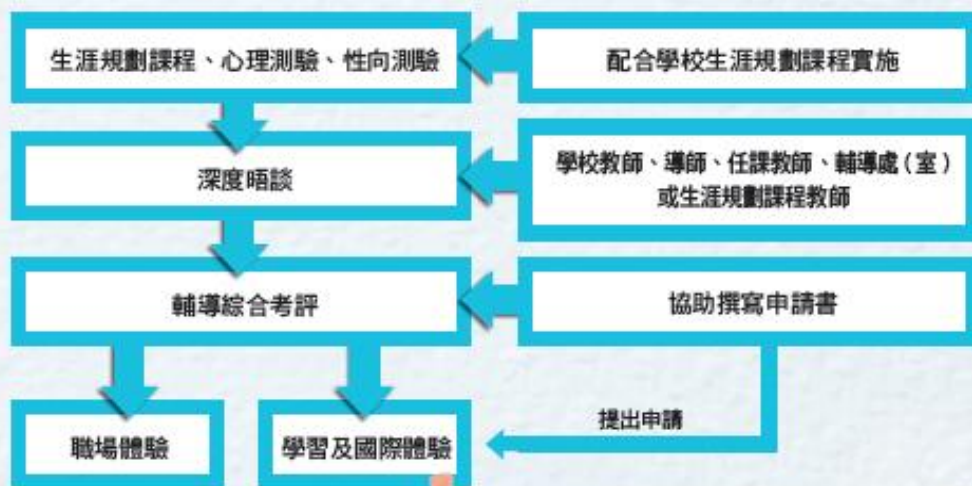 生涯規劃課程、心理測驗、性向測驗
配合學校生涯規劃課程實施
深度晤談
學校教師、導師、任課教師、輔導處(室)
或生涯規劃課程教師
輔導綜合考評
協助撰寫申請書
提出申請
職場體驗
學習及國際體驗